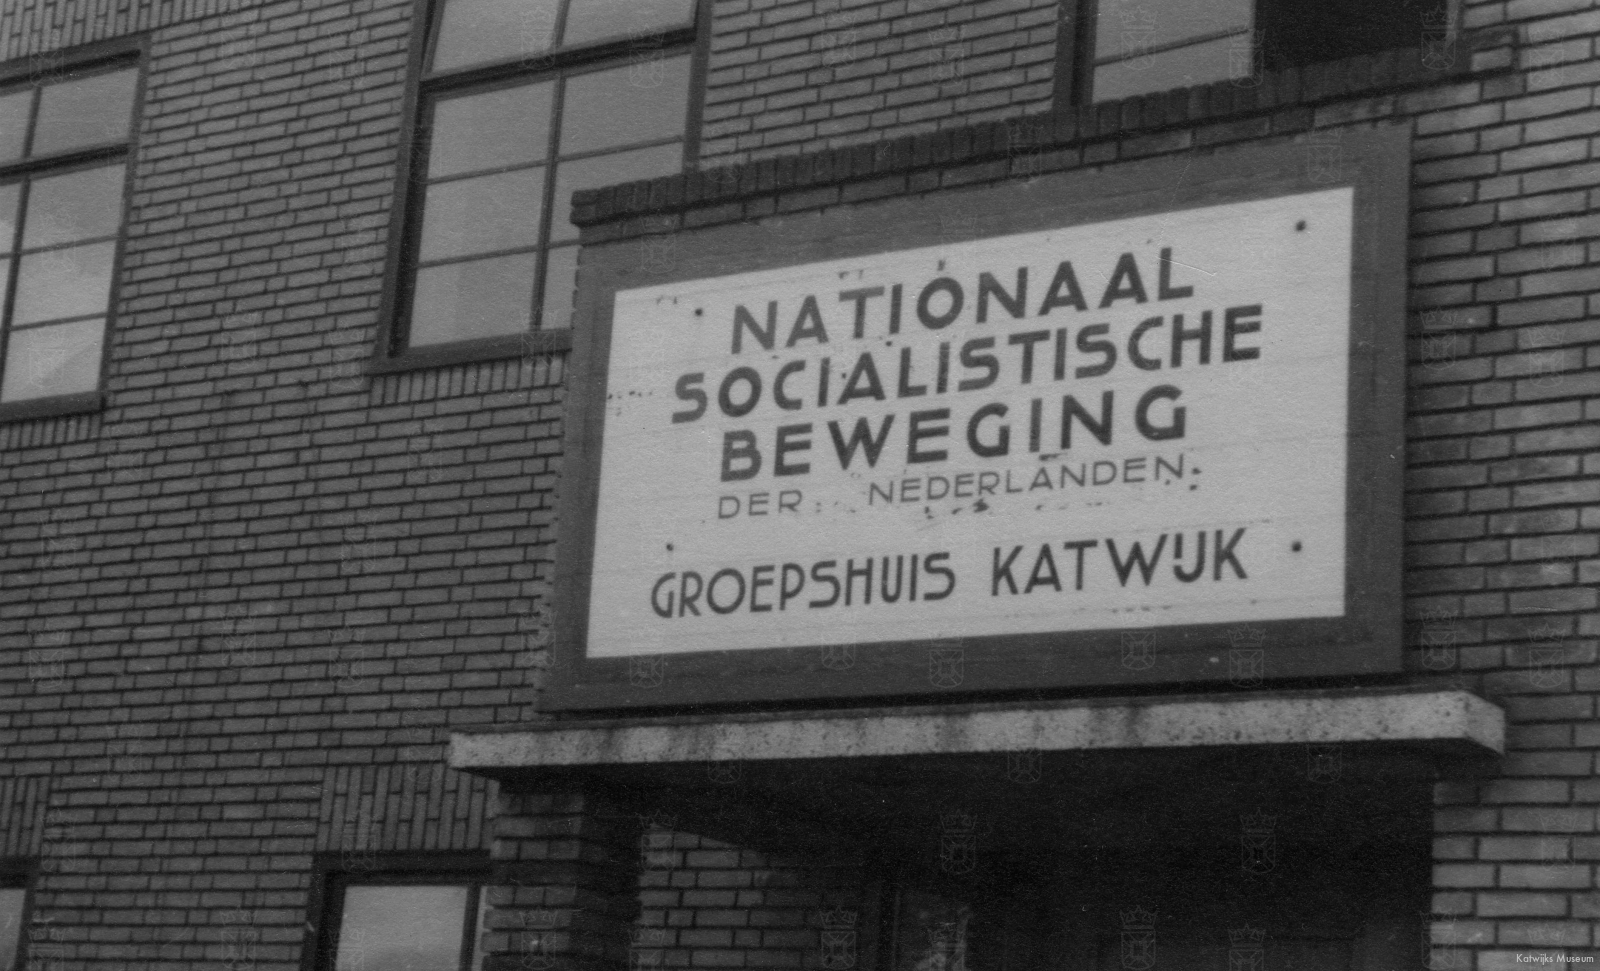 NATIONAAL
SOCIALISTISCHE
BEWEGING
DER NEDERLANDEN.
GROEPSHUIS KATWIJK
Katwijks Museum